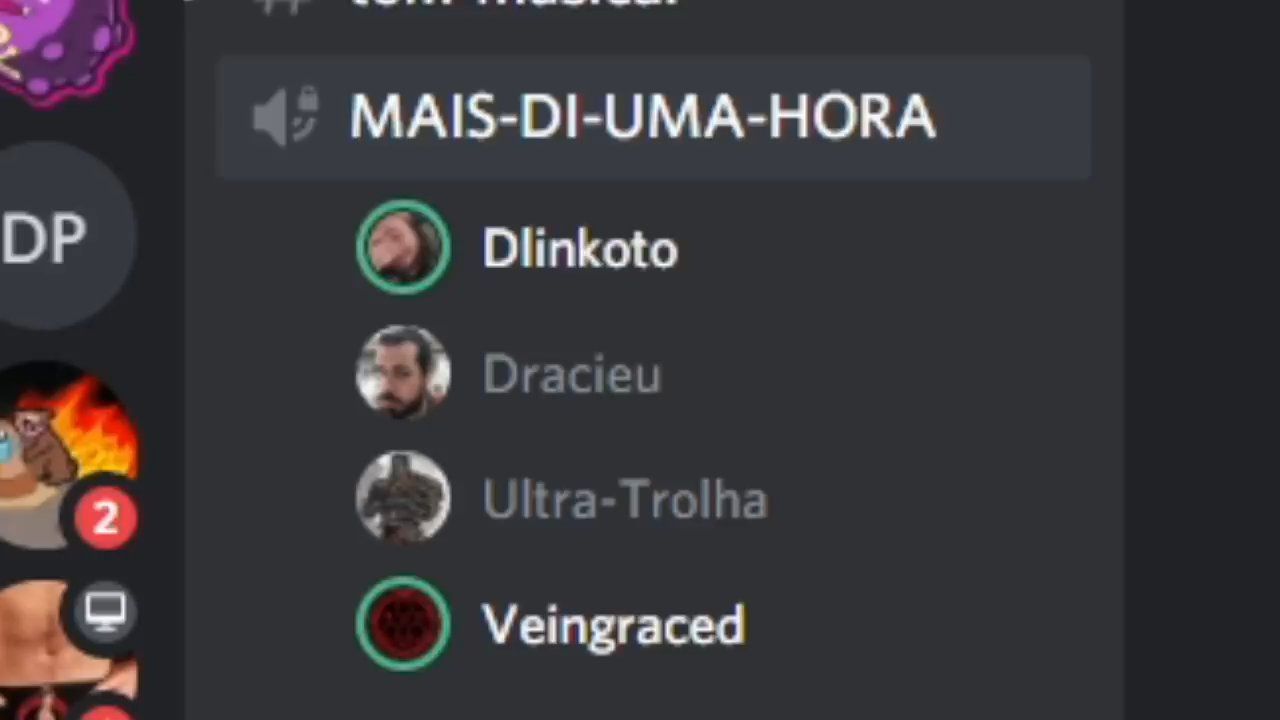 MAIS-DI-UMA-HORA
Dlinkoto
DP
Dracieu
Ultra-Trolha
2
Veingraced